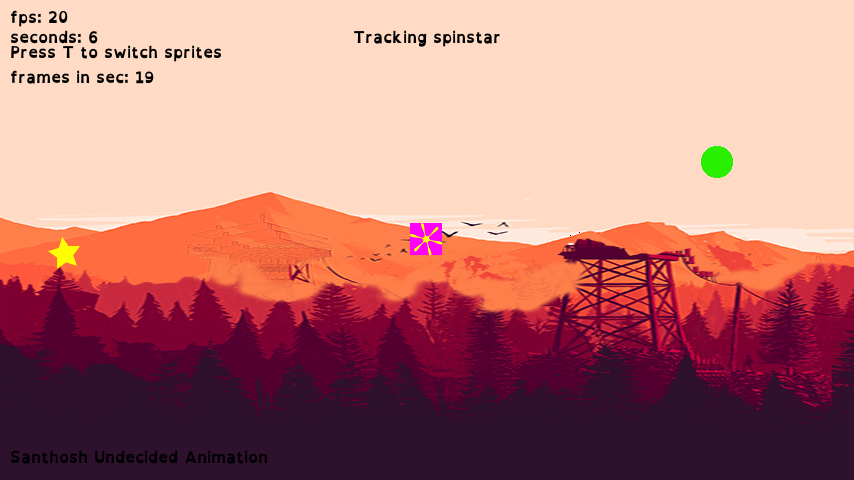 fps: 20
seconds: 6
Tracking spinstar
Press T to switch sprites
frames in sec: 19
Santhosh Undecided Animation